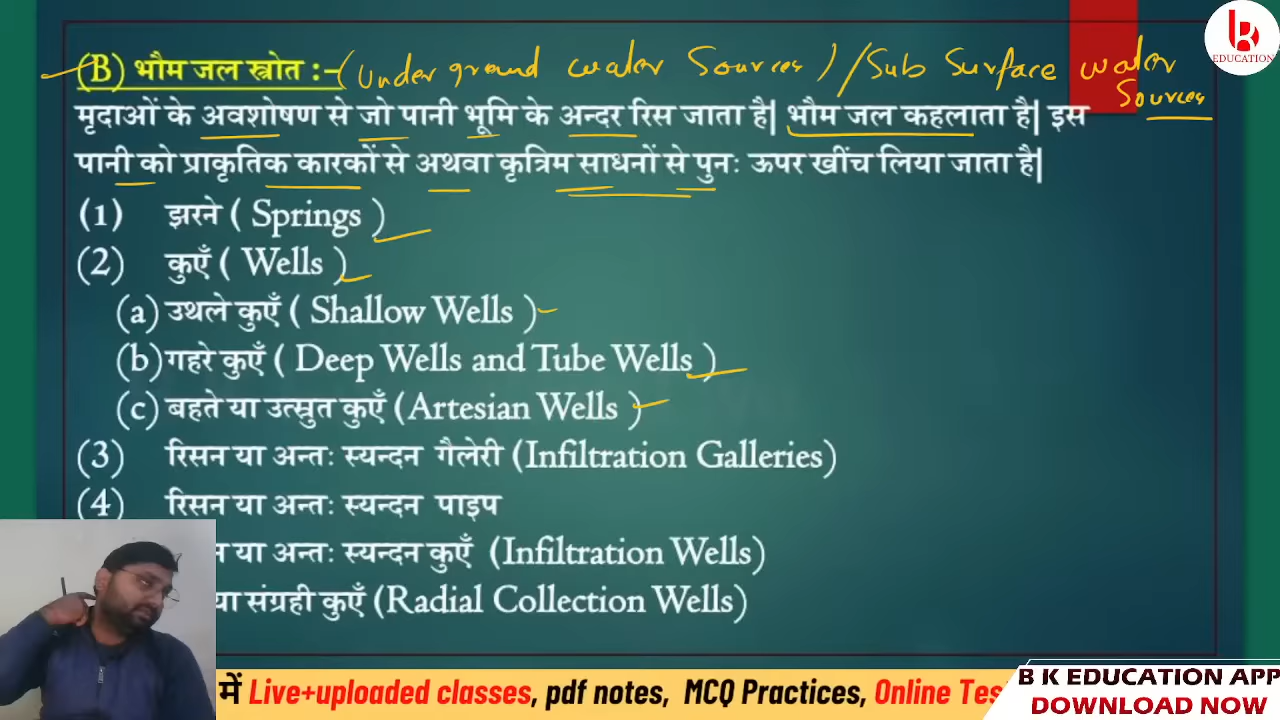 k
EDUCATION
(B) भौम जल स्त्रोत :- (Under ground water Sources) / Sub Surface water Sources
मृदाओं के अवशोषण से जो पानी भूमि के अन्दर रिस जाता है| भौम जल कहलाता है| इस
पानी को प्राकृतिक कारकों से अथवा कृत्रिम साधनों से पुनः ऊपर खींच लिया जाता है|
(1) झरने ( Springs )
(2) कुएँ ( Wells )
(a) उथले कुएँ ( Shallow Wells )
(b) गहरे कुएँ ( Deep Wells and Tube Wells )
(c) बहते या उत्स्रुत कुएँ (Artesian Wells )
(3) रिसन या अन्तः स्यन्दन गैलेरी (Infiltration Galleries)
(4) रिसन या अन्तः स्यन्दन पाइप
न या अन्तः स्यन्दन कुएँ (Infiltration Wells)
या संग्रही कुएँ (Radial Collection Wells)
में Live+uploaded classes, pdf notes, MCQ Practices, Online Tes
B K EDUCATION APP
DOWNLOAD NOW